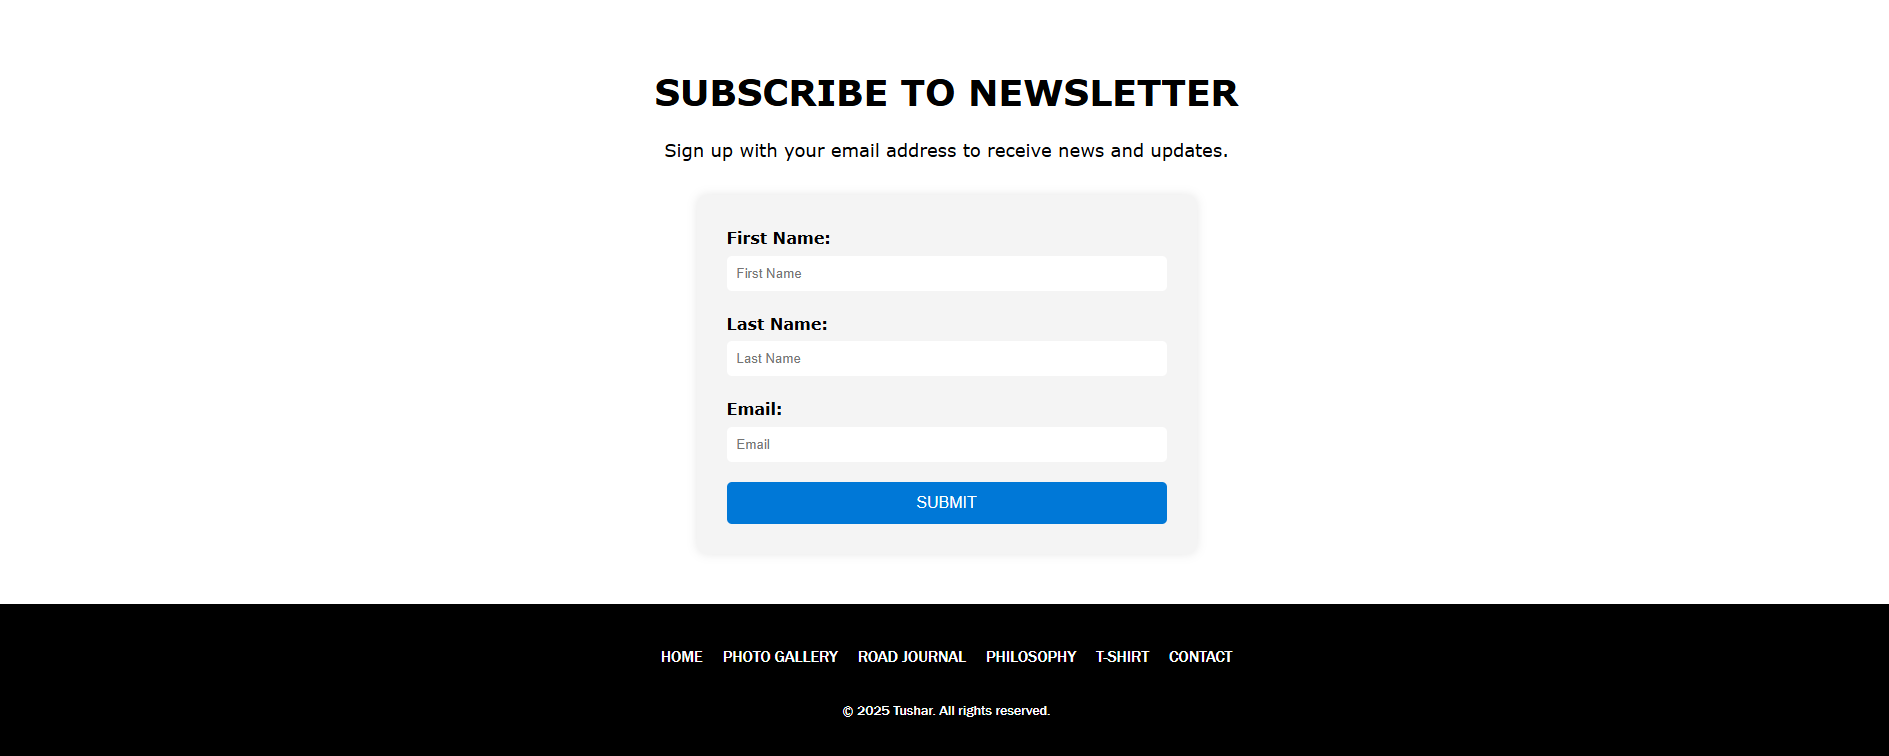 SUBSCRIBE TO NEWSLETTER
Sign up with your email address to receive news and updates.
First Name:
First Name
Last Name:
Last Name
Email:
Email
SUBMIT
HOME PHOTO GALLERY ROAD JOURNAL PHILOSOPHY T-SHIRT CONTACT
© 2025 Tushar. All rights reserved.